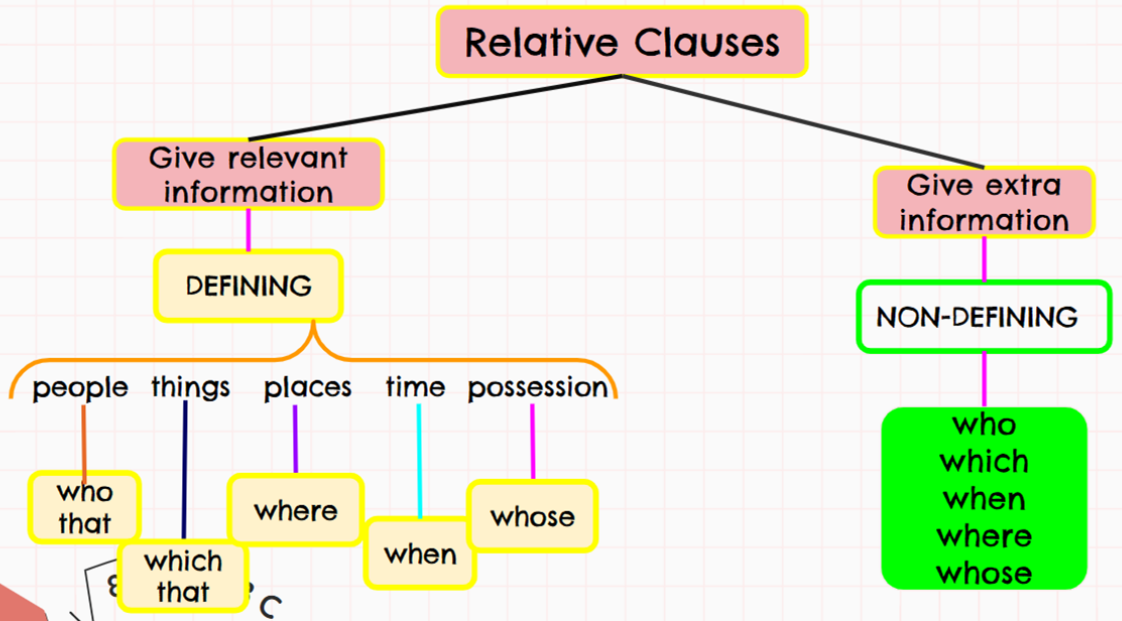 Relative Clauses
Give relevant
information
Give extra
information
DEFINING
NON-DEFINING
people things places time possession
who
that
which
that
where
when
whose
who
which
when
where
whose